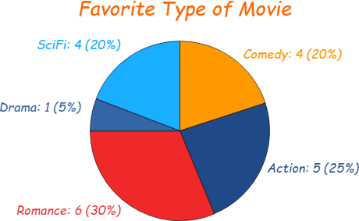 Favorite Type of Movie
SciFi: 4 (20%)
Comedy: 4 (20%)
Drama: 1 (5%)
Action: 5 (25%)
Romance: 6 (30%)